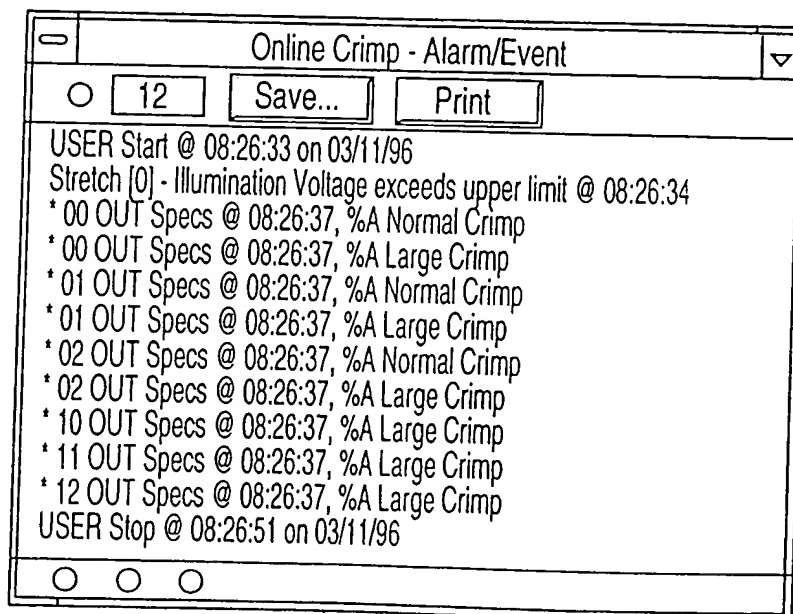 Online Crimp - Alarm/Event
12 Save... Print
USER Start @ 08:26:33 on 03/11/96
Stretch [0] - Illumination Voltage exceeds upper limit @ 08:26:34
* 00 OUT Specs @ 08:26:37, %A Normal Crimp
* 00 OUT Specs @ 08:26:37, %A Large Crimp
* 01 OUT Specs @ 08:26:37, %A Normal Crimp
* 01 OUT Specs @ 08:26:37, %A Large Crimp
* 02 OUT Specs @ 08:26:37, %A Normal Crimp
* 02 OUT Specs @ 08:26:37, %A Large Crimp
* 10 OUT Specs @ 08:26:37, %A Large Crimp
* 11 OUT Specs @ 08:26:37, %A Large Crimp
* 12 OUT Specs @ 08:26:37, %A Large Crimp
USER Stop @ 08:26:51 on 03/11/96